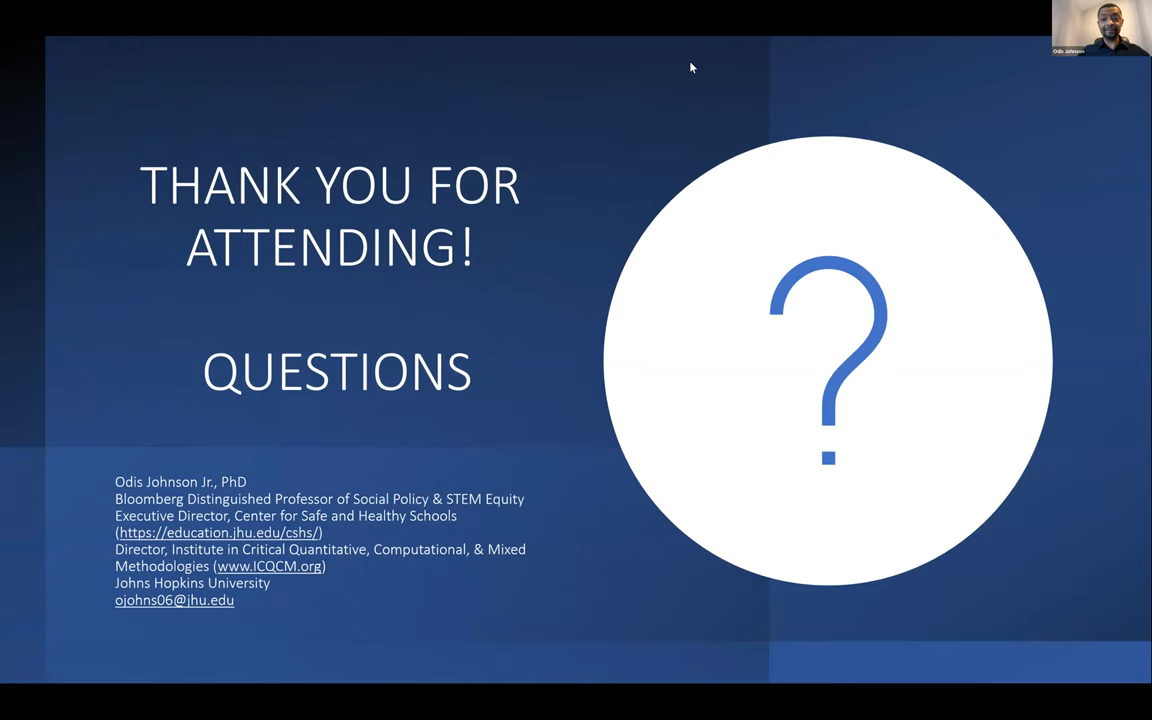 Odis Johnson
THANK YOU FOR
ATTENDING!
QUESTIONS
?
Odis Johnson Jr., PhD
Bloomberg Distinguished Professor of Social Policy & STEM Equity
Executive Director, Center for Safe and Healthy Schools
(https://education.jhu.edu/cshs/)
Director, Institute in Critical Quantitative, Computational, & Mixed
Methodologies (www.ICQCM.org)
Johns Hopkins University
ojohns06@jhu.edu